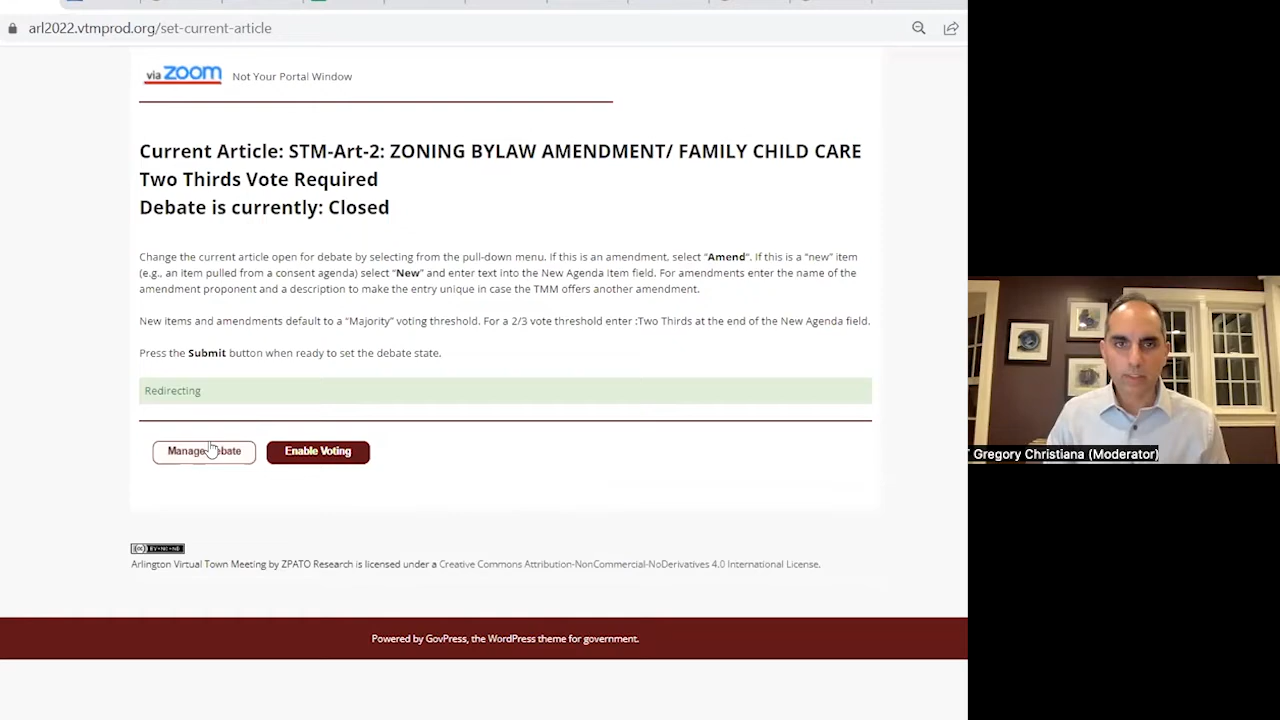 arl2022.vtmprod.org/set-current-article
via zoom Not Your Portal Window
Current Article: STM-Art-2: ZONING BYLAW AMENDMENT/ FAMILY CHILD CARE
Two Thirds Vote Required
Debate is currently: Closed
Change the current article open for debate by selecting from the pull-down menu. If this is an amendment, select "Amend". If this is a "new" item
(e.g., an item pulled from a consent agenda) select "New" and enter text into the New Agenda Item field. For amendments enter the name of the
amendment proponent and a description to make the entry unique in case the TMM offers another amendment.
New items and amendments default to a "Majority" voting threshold. For a 2/3 vote threshold enter :Two Thirds at the end of the New Agenda field.
Press the Submit button when ready to set the debate state.
Redirecting
Manage Debate Enable Voting
Gregory Christiana (Moderator)
(cc) BY-NC-ND
Arlington Virtual Town Meeting by ZPATO Research is licensed under a Creative Commons Attribution-NonCommercial-NoDerivatives 4.0 International License.
Powered by GovPress, the WordPress theme for government.